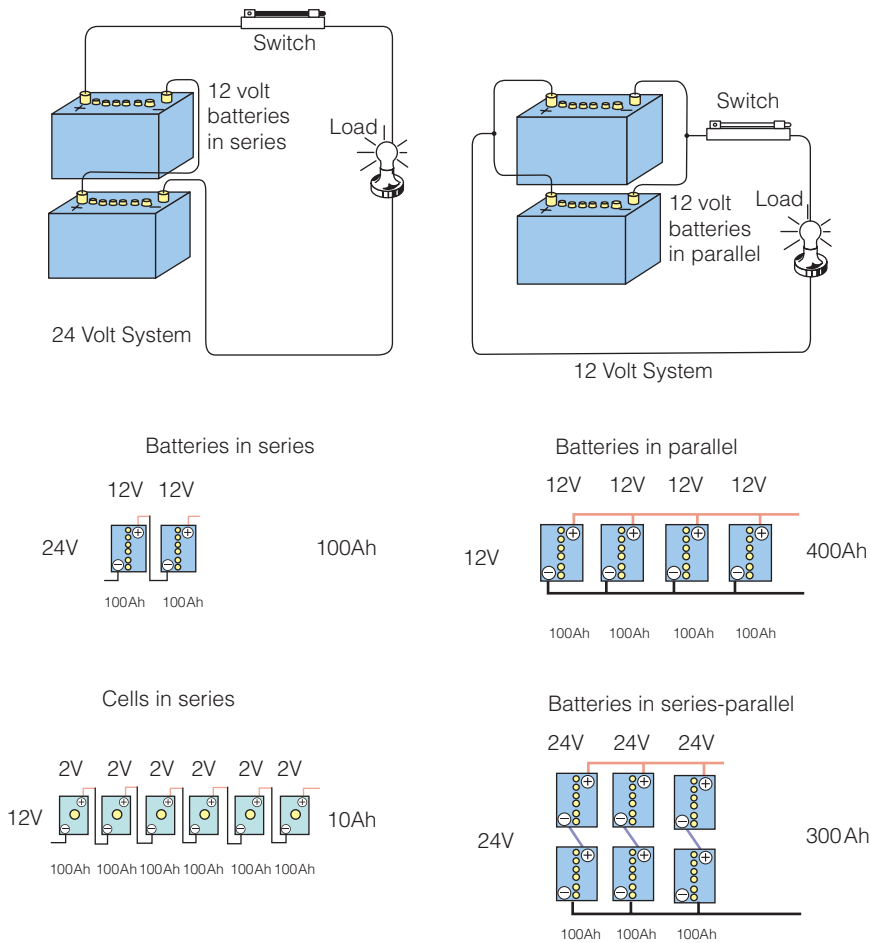 Switch
12 volt
batteries
in series
Load
24 Volt System
Switch
12 volt
batteries
in parallel
Load
12 Volt System
Batteries in series
12V 12V
24V
100Ah
100Ah 100Ah
Batteries in parallel
12V 12V 12V 12V
12V
400Ah
100Ah 100Ah 100Ah 100Ah
Cells in series
2V 2V 2V 2V 2V 2V
12V
10Ah
100Ah 100Ah 100Ah 100Ah 100Ah 100Ah
Batteries in series-parallel
24V 24V 24V
24V
300Ah
100Ah 100Ah 100Ah